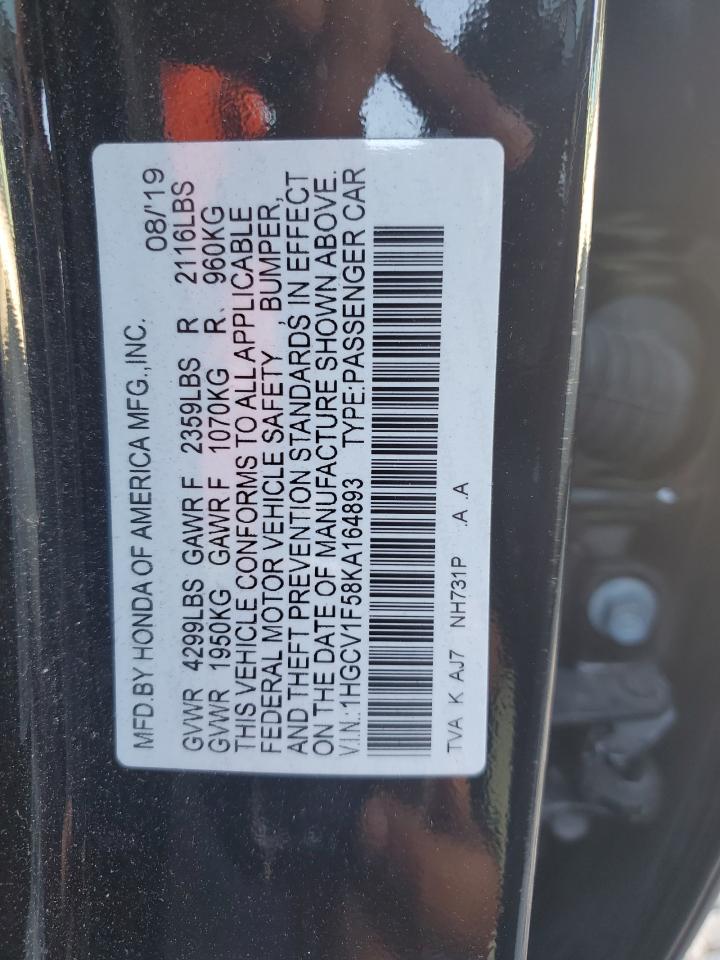 MFD.BY HONDA OF AMERICA MFG.,INC. 08/'19
GVWR 4299LBS GAWR F 2359LBS R 2116LBS
GVWR 1950KG GAWR F 1070KG R 960KG
THIS VEHICLE CONFORMS TO ALL APPLICABLE
FEDERAL MOTOR VEHICLE SAFETY BUMPER,
AND THEFT PREVENTION STANDARDS IN EFFECT
ON THE DATE OF MANUFACTURE SHOWN ABOVE.
V.I.N.:1HGCV1F58KA164893 TYPE:PASSENGER CAR
TVA K AJ7 NH731P .A .A